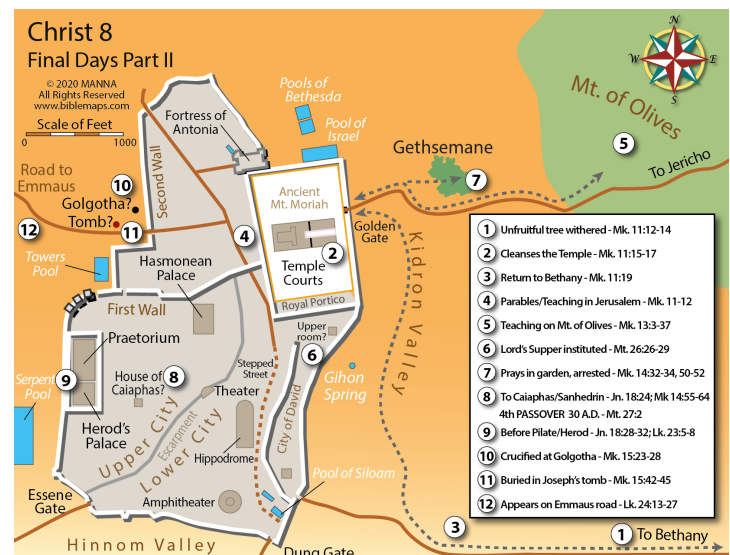 Christ 8
Final Days Part II
© 2020 MANNA
All Rights Reserved
www.biblemaps.com
Scale of Feet
0 1000
N
W E
S
Pools of
Bethesda
Fortress of
Antonia
Pool of
Israel
Mt. of Olives
5
Gethsemane
To Jericho
Second Wall
Road to
Emmaus
10
7
Golgotha?
Tomb?
Ancient
Mt. Moriah
12
11
4
Golden
Gate
2
Temple
Courts
Towers
Pool
Hasmonean
Palace
Kidron Valley
Royal Portico
First Wall
Upper
room?
Praetorium
6
Stepped
Street
Gihon
Spring
Serpent
Pool
9
House of
Caiaphas?
8
Theater
Herod's
Palace
Upper City
Escarpment
Lower City
City of David
Hippodrome
Pool of Siloam
Essene
Gate
Amphitheater
Hinnom Valley
Dung Gate
3
1 To Bethany
1 Unfruitful tree withered - Mk. 11:12-14
2 Cleanses the Temple - Mk. 11:15-17
3 Return to Bethany - Mk. 11:19
4 Parables/Teaching in Jerusalem - Mk. 11-12
5 Teaching on Mt. of Olives - Mk. 13:3-37
6 Lord's Supper instituted - Mt. 26:26-29
7 Prays in garden, arrested - Mk. 14:32-34, 50-52
8 To Caiaphas/Sanhedrin - Jn. 18:24; Mk 14:55-64
4th PASSOVER 30 A.D. - Mt. 27:2
9 Before Pilate/Herod - Jn. 18:28-32; Lk. 23:5-8
10 Crucified at Golgotha - Mk. 15:23-28
11 Buried in Joseph's tomb - Mk. 15:42-45
12 Appears on Emmaus road - Lk. 24:13-27